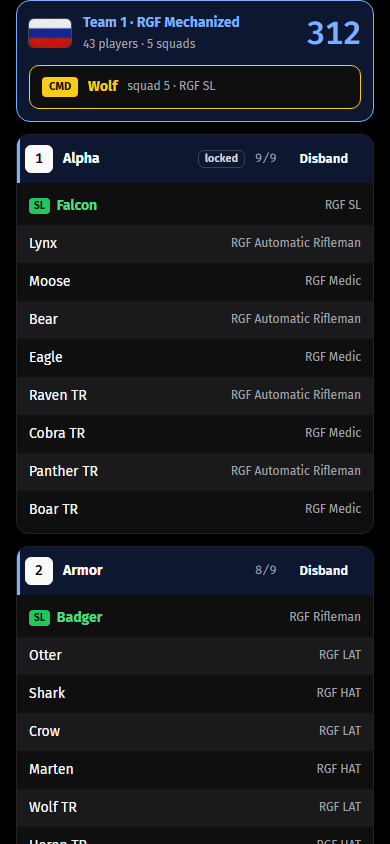 Team 1 · RGF Mechanized
43 players · 5 squads
312
CMD Wolf squad 5 · RGF SL
1 Alpha locked 9/9 Disband
SL Falcon RGF SL
Lynx RGF Automatic Rifleman
Moose RGF Medic
Bear RGF Automatic Rifleman
Eagle RGF Medic
Raven TR RGF Automatic Rifleman
Cobra TR RGF Medic
Panther TR RGF Automatic Rifleman
Boar TR RGF Medic
2 Armor 8/9 Disband
SL Badger RGF Rifleman
Otter RGF LAT
Shark RGF HAT
Crow RGF LAT
Marten RGF HAT
Wolf TR RGF LAT
Heron TR RGF HAT